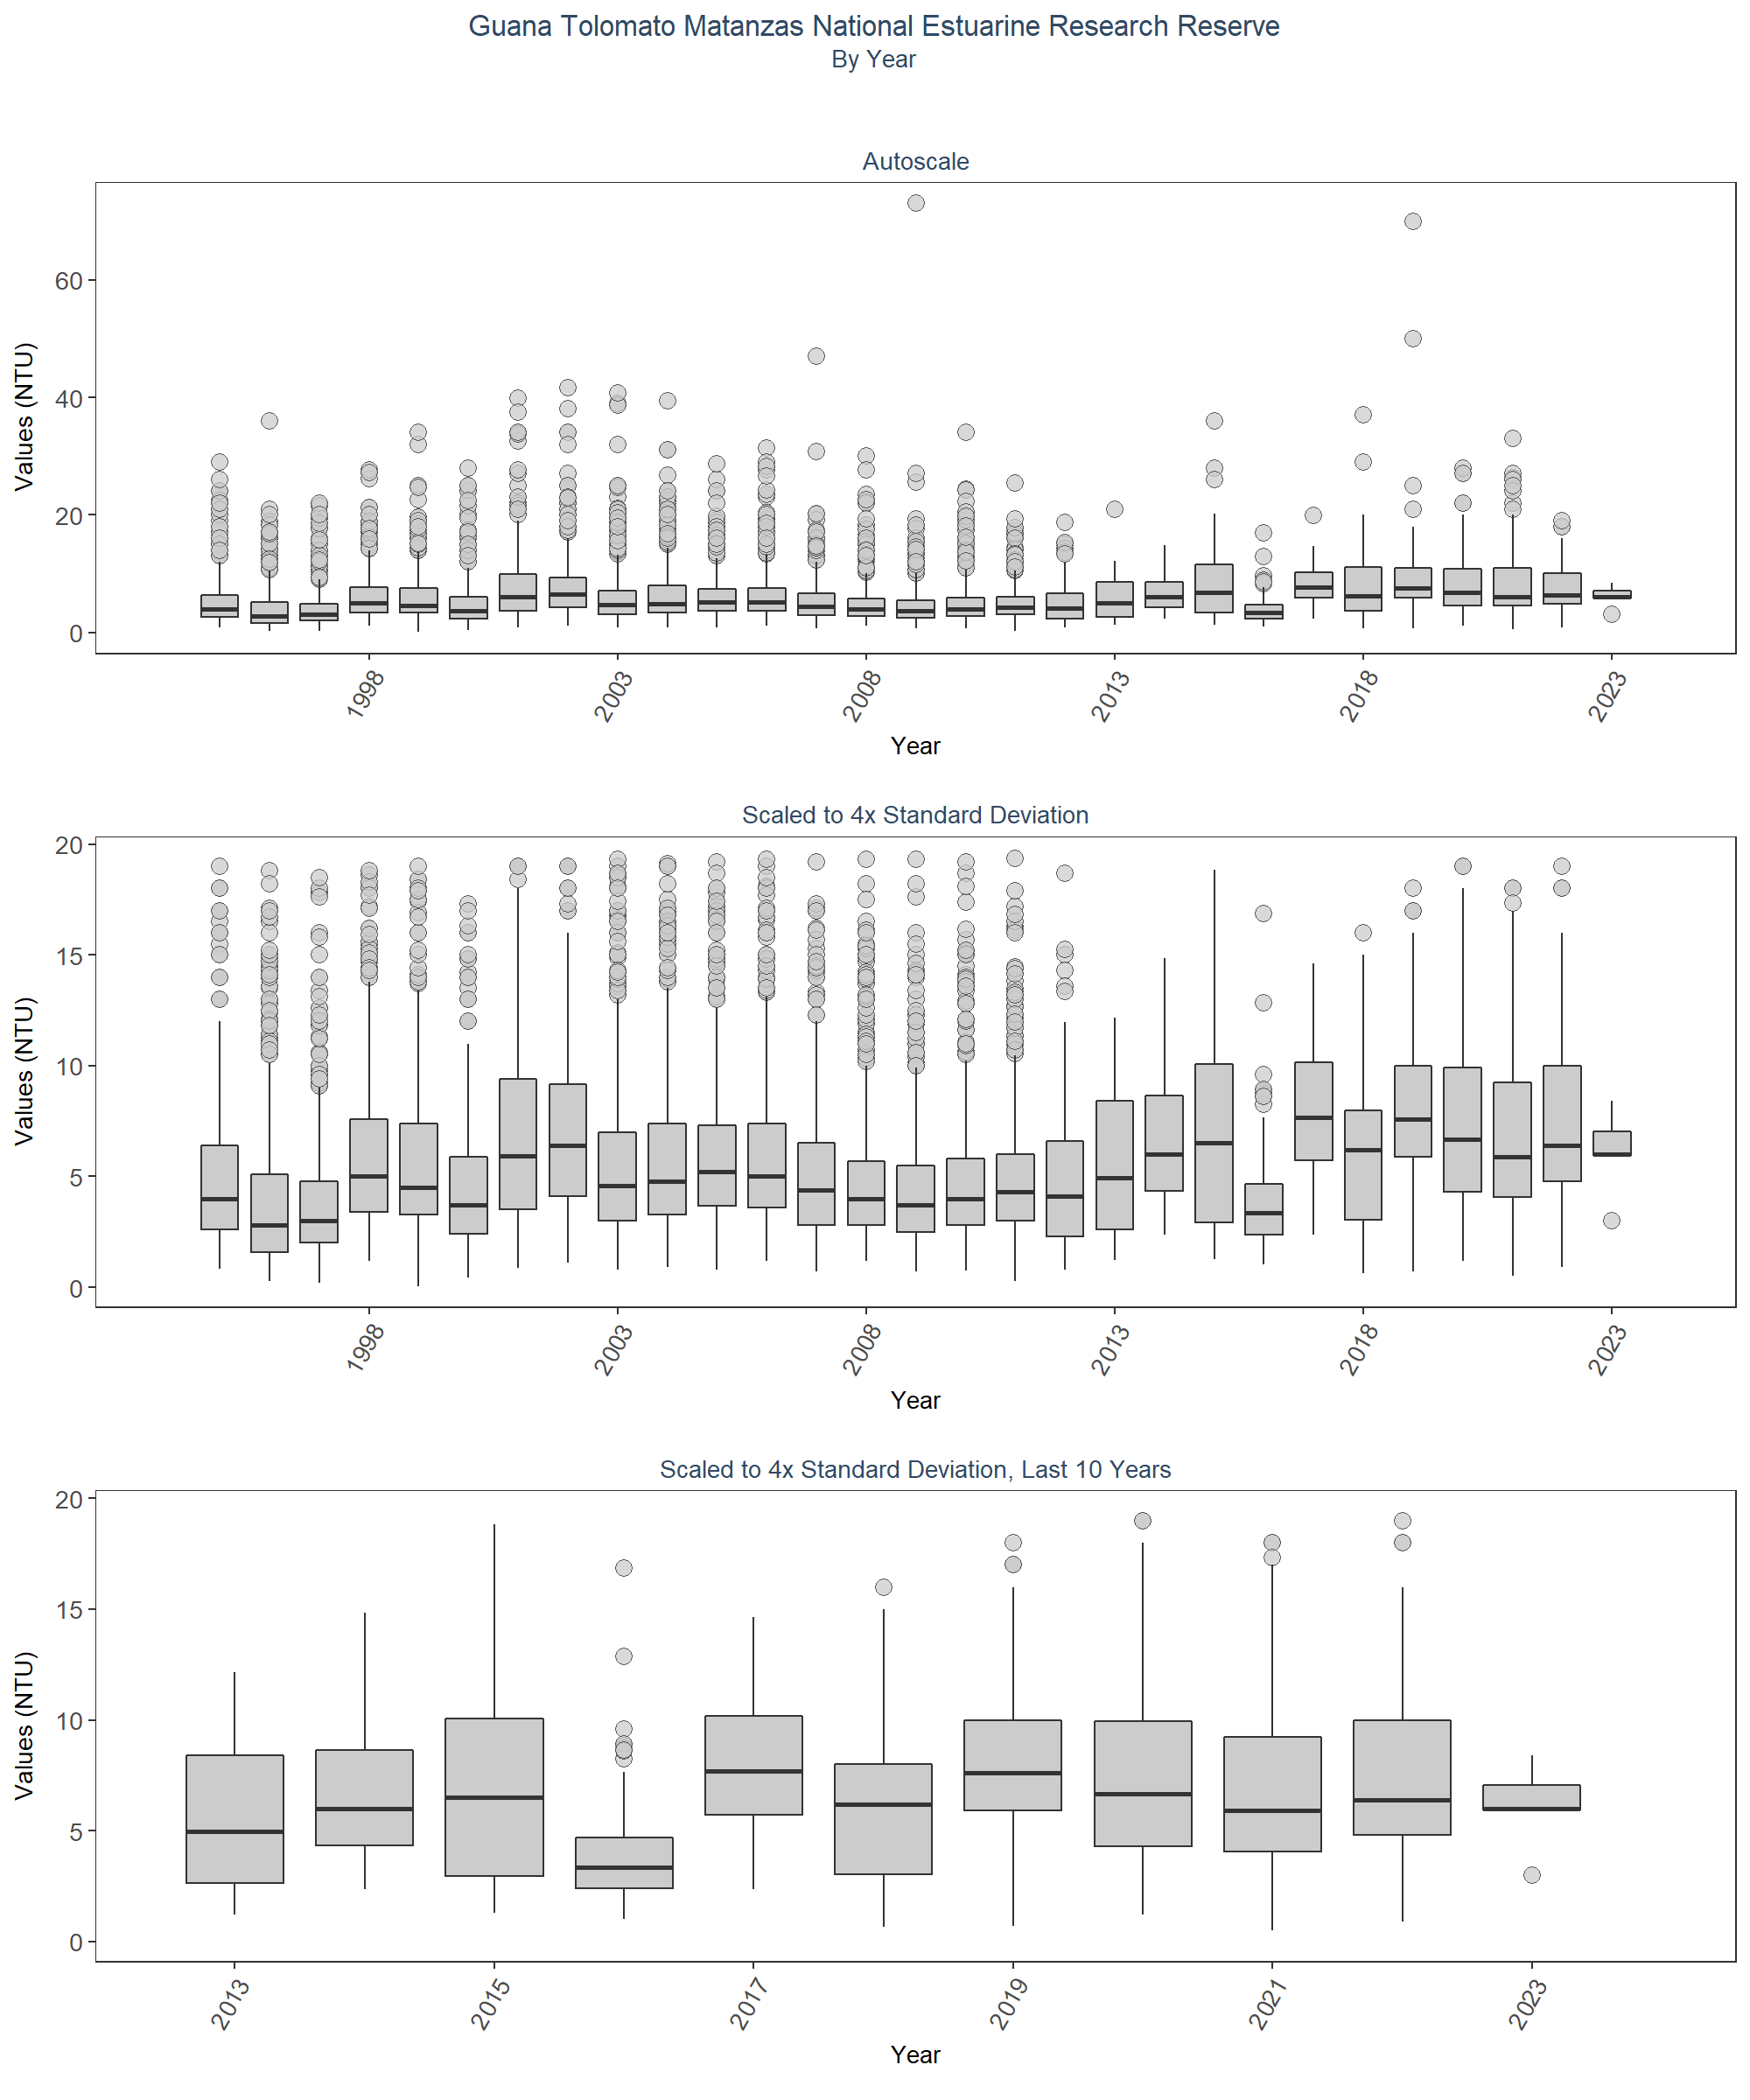 Guana Tolomato Matanzas National Estuarine Research Reserve
By Year
Autoscale
Values (NTU)
60
40
20
0
1998
2003
2008
2013
2018
2023
Year
Scaled to 4x Standard Deviation
Values (NTU)
20
15
10
5
0
1998
2003
2008
2013
2018
2023
Year
Scaled to 4x Standard Deviation, Last 10 Years
Values (NTU)
20
15
10
5
0
2013
2015
2017
2019
2021
2023
Year